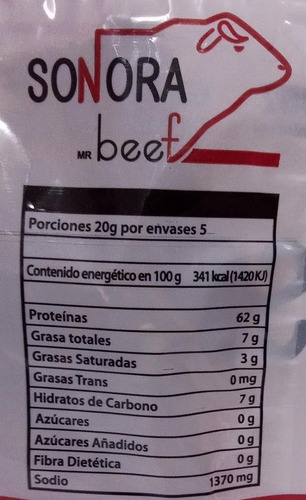 SONORA
MR beef
Porciones 20g por envases 5
Contenido energético en 100 g 341 kcal (1420 KJ)
Proteínas 62 g
Grasa totales 7 g
Grasas Saturadas 3 g
Grasas Trans 0 mg
Hidratos de Carbono 7 g
Azúcares 0 g
Azúcares Añadidos 0 g
Fibra Dietética 0 g
Sodio 1370 mg